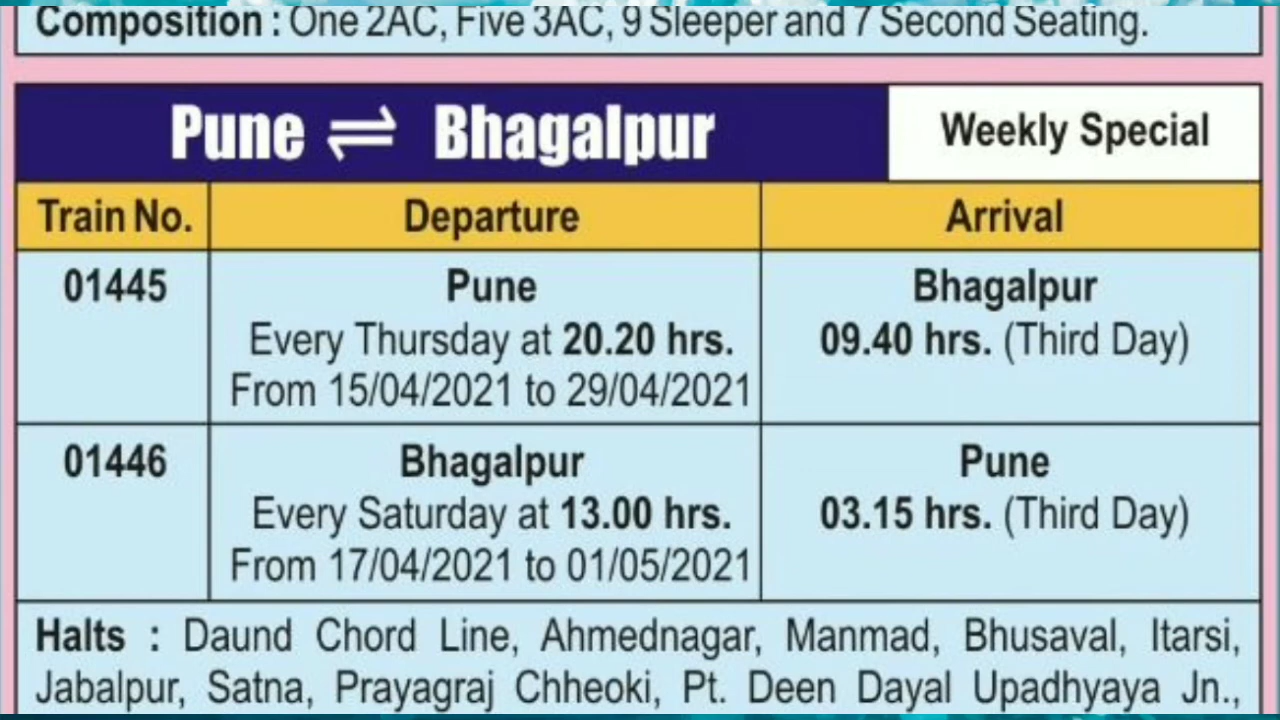 Composition : One 2AC, Five 3AC, 9 Sleeper and 7 Second Seating.
Pune ⇌ Bhagalpur
Weekly Special
Train No.
Departure
Arrival
01445
Pune
Every Thursday at 20.20 hrs.
From 15/04/2021 to 29/04/2021
Bhagalpur
09.40 hrs. (Third Day)
01446
Bhagalpur
Every Saturday at 13.00 hrs.
From 17/04/2021 to 01/05/2021
Pune
03.15 hrs. (Third Day)
Halts : Daund Chord Line, Ahmednagar, Manmad, Bhusaval, Itarsi,
Jabalpur, Satna, Prayagraj Chheoki, Pt. Deen Dayal Upadhyaya Jn.,